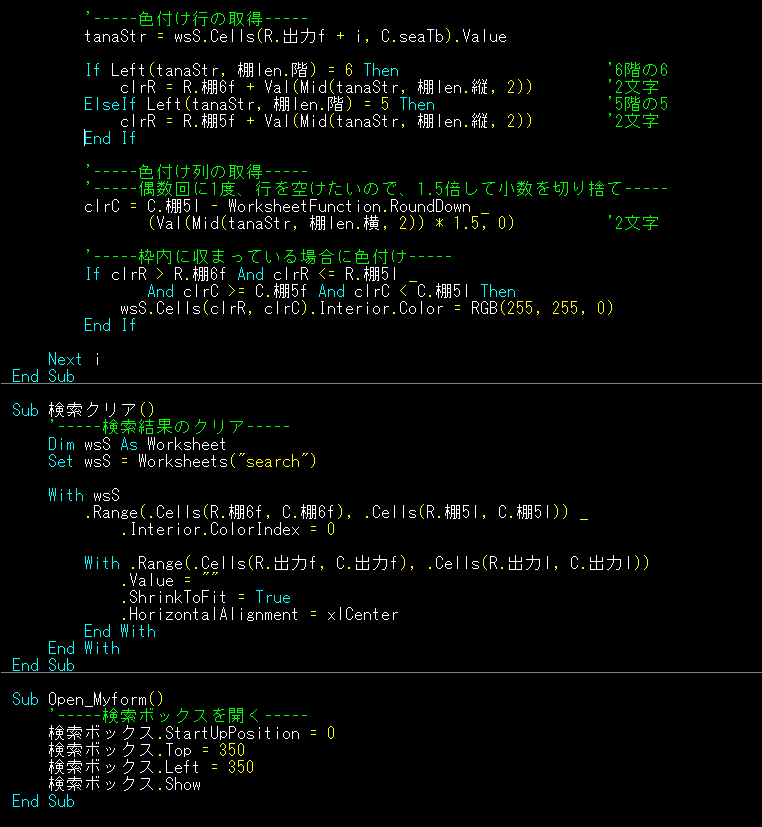 '-----色付け行の取得-----
tanaStr = wsS.Cells(R.出力f + i, C.seaTb).Value
If Left(tanaStr, 棚len.階) = 6 Then '6階の6
clrR = R.棚6f + Val(Mid(tanaStr, 棚len.縦, 2)) '2文字
ElseIf Left(tanaStr, 棚len.階) = 5 Then '5階の5
clrR = R.棚5f + Val(Mid(tanaStr, 棚len.縦, 2)) '2文字
End If
'-----色付け列の取得-----
'-----偶数回に1度、行を空けたいので、1.5倍して小数を切り捨て-----
clrC = C.棚5l - WorksheetFunction.RoundDown _
(Val(Mid(tanaStr, 棚len.横, 2)) * 1.5, 0) '2文字
'-----枠内に収まっている場合に色付け-----
If clrR > R.棚6f And clrR <= R.棚5l _
And clrC >= C.棚5f And clrC < C.棚5l Then
wsS.Cells(clrR, clrC).Interior.Color = RGB(255, 255, 0)
End If
Next i
End Sub
Sub 検索クリア()
'-----検索結果のクリア-----
Dim wsS As Worksheet
Set wsS = Worksheets("search")
With wsS
.Range(.Cells(R.棚6f, C.棚6f), .Cells(R.棚5l, C.棚5l)) _
.Interior.ColorIndex = 0
With .Range(.Cells(R.出力f, C.出力f), .Cells(R.出力l, C.出力l))
.Value = ""
.ShrinkToFit = True
.HorizontalAlignment = xlCenter
End With
End With
End Sub
Sub Open_Myform()
'-----検索ボックスを開く-----
検索ボックス.StartUpPosition = 0
検索ボックス.Top = 350
検索ボックス.Left = 350
検索ボックス.Show
End Sub